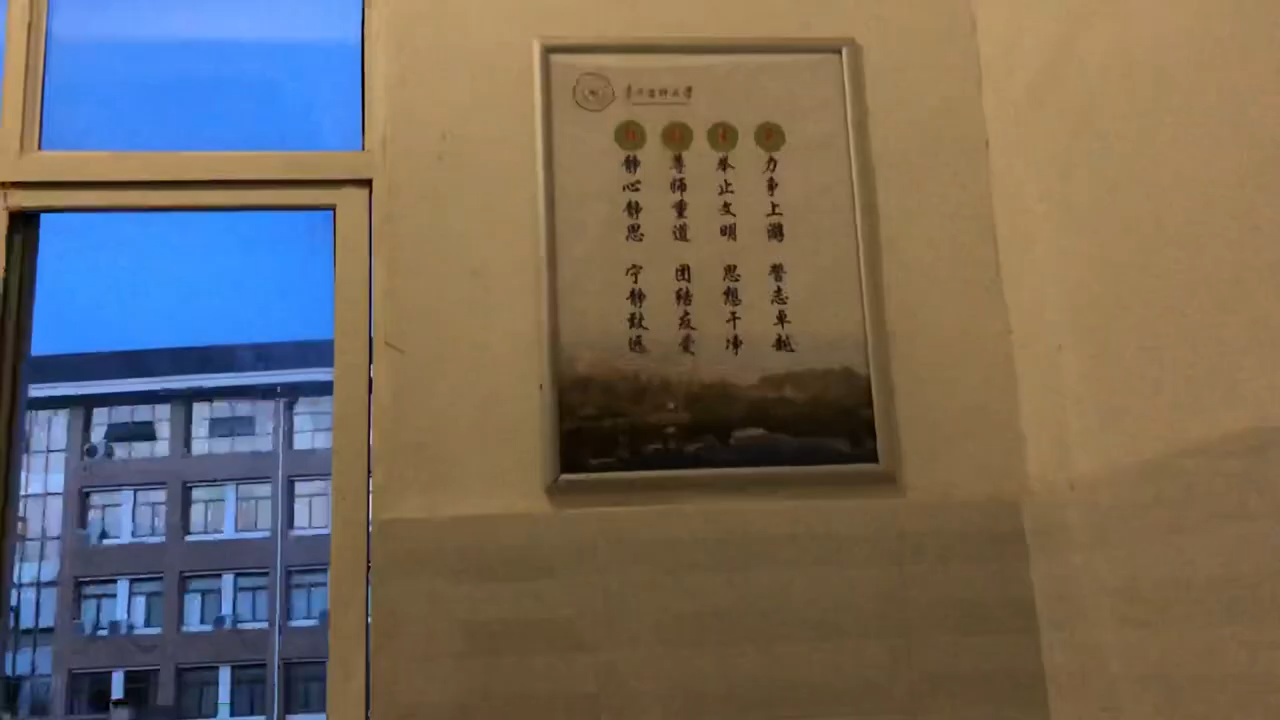 力争上游 誓志卓越
举止文明 思想干净
尊师重道 团结友爱
静心静思 宁静致远